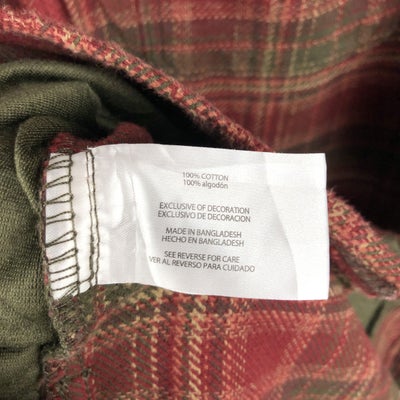 100% COTTON
100% algodón
EXCLUSIVE OF DECORATION
EXCLUSIVO DE DECORACION
MADE IN BANGLADESH
HECHO EN BANGLADESH
SEE REVERSE FOR CARE
VER AL REVERSO PARA CUIDADO